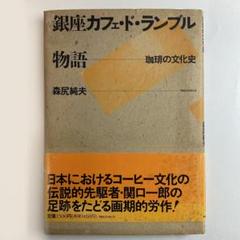 銀座カフェ・ド・ランブル
物語
珈琲の文化史
森尻純夫
日本におけるコーヒー文化の
伝説的先駆者・関口一郎の
足跡をたどる画期的労作!